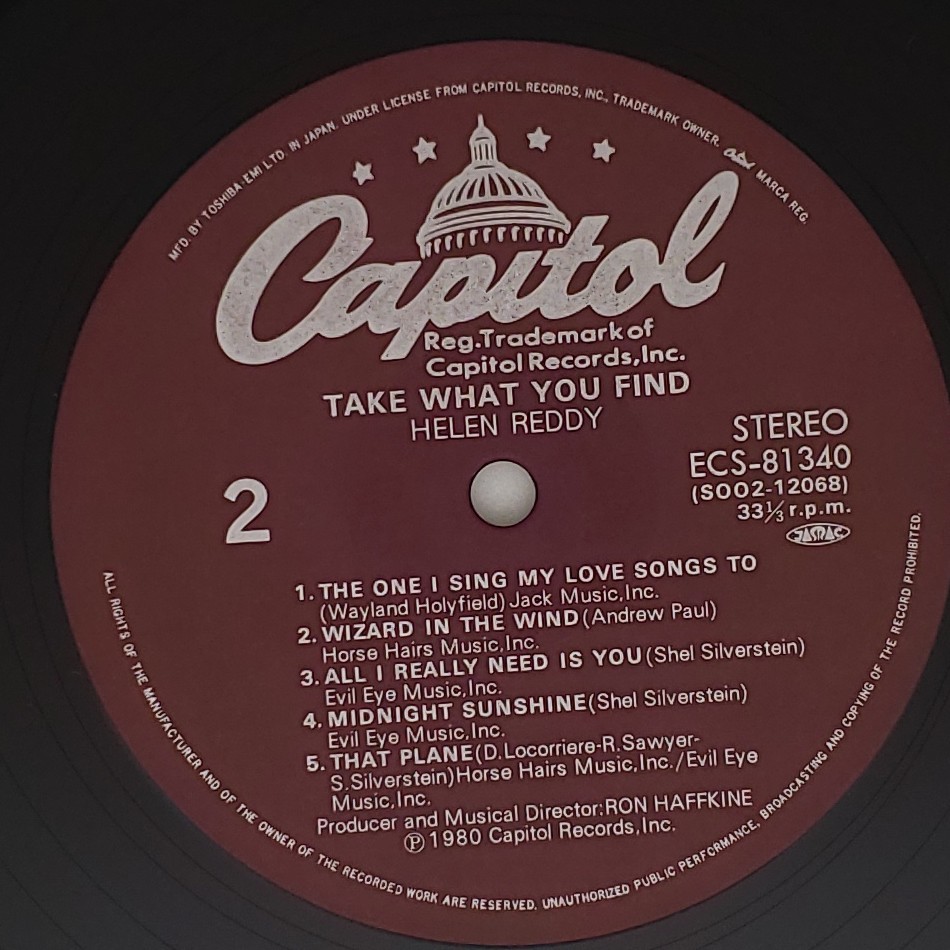 MFD. BY TOSHIBA-EMI LTD. IN JAPAN. UNDER LICENSE FROM CAPITOL RECORDS, INC., TRADEMARK OWNER. Capitol MARCA REG.
Capitol
Reg.Trademark of
Capitol Records,Inc.
TAKE WHAT YOU FIND
HELEN REDDY
STEREO
ECS-81340
(SOO2-12068)
33⅓ r.p.m.
JASRAC
2
1. THE ONE I SING MY LOVE SONGS TO
(Wayland Holyfield) Jack Music,Inc.
2. WIZARD IN THE WIND (Andrew Paul)
Horse Hairs Music,Inc.
3. ALL I REALLY NEED IS YOU (Shel Silverstein)
Evil Eye Music,Inc.
4. MIDNIGHT SUNSHINE (Shel Silverstein)
Evil Eye Music,Inc.
5. THAT PLANE (D.Locorriere-R.Sawyer-
S.Silverstein) Horse Hairs Music,Inc./Evil Eye
Music,Inc.
Producer and Musical Director:RON HAFFKINE
℗ 1980 Capitol Records,Inc.
ALL RIGHTS OF THE MANUFACTURER AND OF THE OWNER OF THE RECORDED WORK ARE RESERVED. UNAUTHORIZED PUBLIC PERFORMANCE, BROADCASTING AND COPYING OF THE RECORD PROHIBITED.